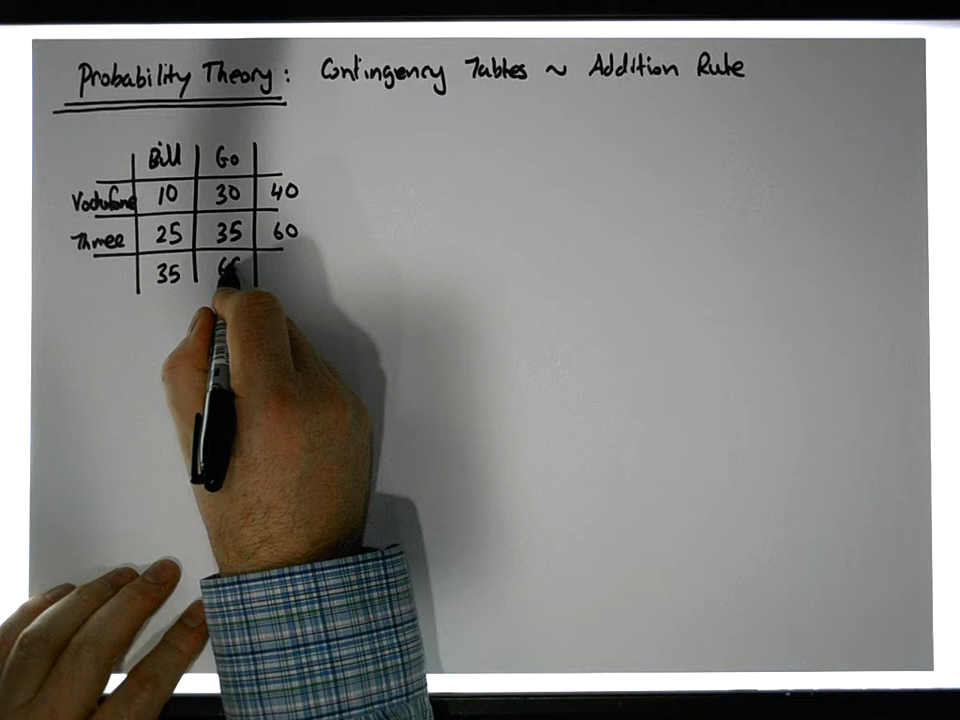 Probability Theory: Contingency Tables ~ Addition Rule
Bill Go
Vodafone 10 30 40
Three 25 35 60
35